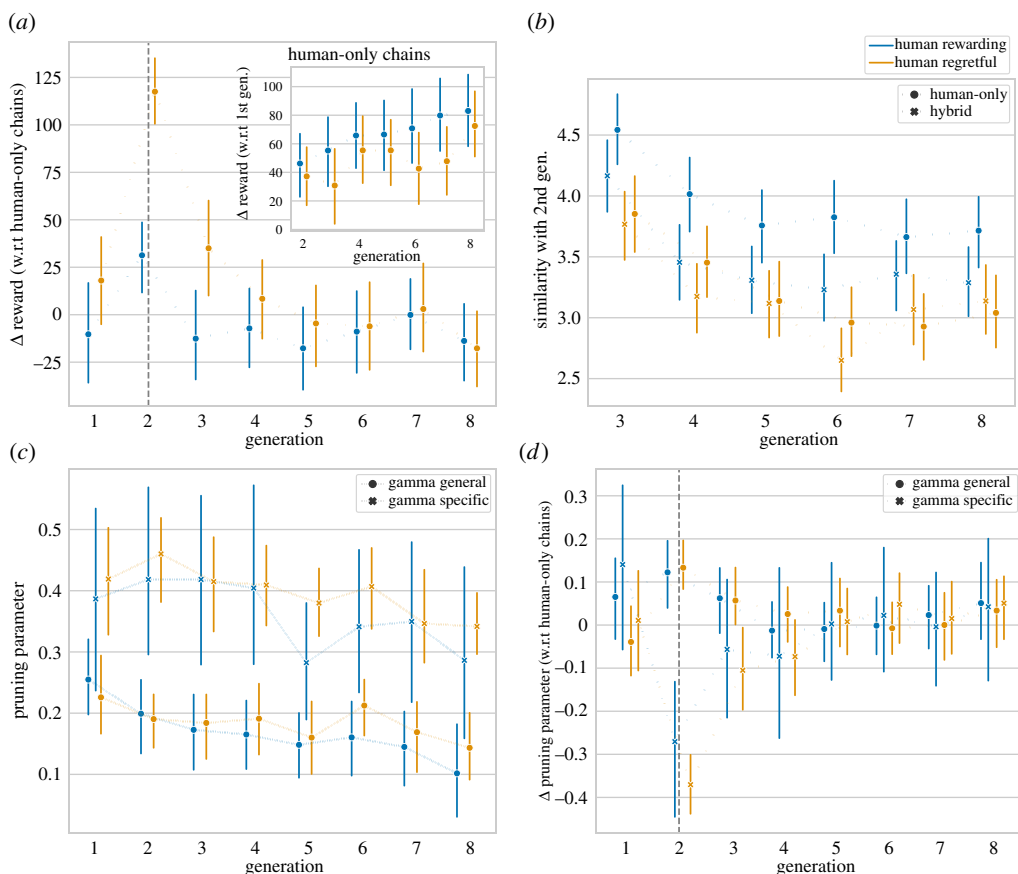 (a)
Δ reward (w.r.t human-only chains)
125
100
75
50
25
0
−25
1 2 3 4 5 6 7 8
generation
human-only chains
Δ reward (w.r.t 1st gen.)
100
80
60
40
20
0
2 4 6 8
generation
(b)
human rewarding
human regretful
human-only
hybrid
similarity with 2nd gen.
4.5
4.0
3.5
3.0
2.5
3 4 5 6 7 8
generation
(c)
gamma general
gamma specific
pruning parameter
0.5
0.4
0.3
0.2
0.1
1 2 3 4 5 6 7 8
generation
(d)
gamma general
gamma specific
Δ pruning parameter (w.r.t human-only chains)
0.3
0.2
0.1
0
−0.1
−0.2
−0.3
−0.4
1 2 3 4 5 6 7 8
generation